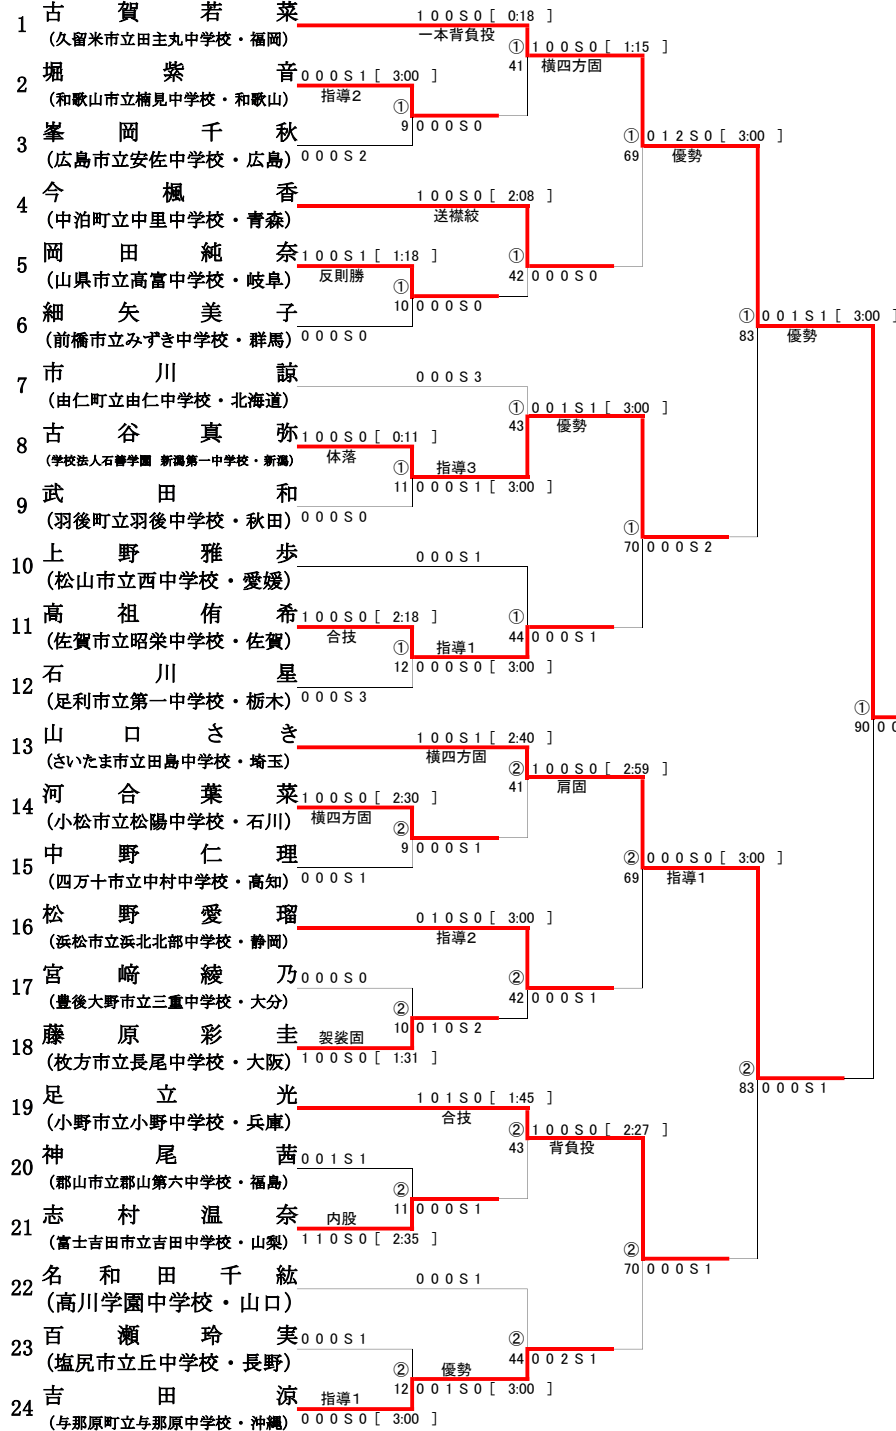 1 古賀若菜
(久留米市立田主丸中学校・福岡)
100S0[ 0:18 ]
一本背負投
① 100S0[ 1:15 ]
41 横四方固
2 堀紫音 000S1[ 3:00 ]
(和歌山市立楠見中学校・和歌山) 指導2
①
9 000S0
3 峯岡千秋
(広島市立安佐中学校・広島) 000S2
① 012S0[ 3:00 ]
69 優勢
4 今楓香
(中泊町立中里中学校・青森)
100S0[ 2:08 ]
送襟絞
5 岡田純奈 100S1[ 1:18 ]
(山県市立高富中学校・岐阜) 反則勝
①
42 000S0
①
10 000S0
6 細矢美子
(前橋市立みずき中学校・群馬) 000S0
① 001S1[ 3:00 ]
83 優勢
7 市川諒
(由仁町立由仁中学校・北海道)
000S3
① 001S1[ 3:00 ]
43 優勢
8 古谷真弥 100S0[ 0:11 ]
(学校法人石善学園 新潟第一中学校・新潟) 体落
① 指導3
11 000S1[ 3:00 ]
9 武田和
(羽後町立羽後中学校・秋田) 000S0
①
70 000S2
10 上野雅歩
(松山市立西中学校・愛媛)
000S1
11 高祖侑希 100S0[ 2:18 ]
(佐賀市立昭栄中学校・佐賀) 合技
①
44 000S1
① 指導1
12 000S0[ 3:00 ]
12 石川星
(足利市立第一中学校・栃木) 000S3
①
90 00
13 山口さき
(さいたま市立田島中学校・埼玉)
100S1[ 2:40 ]
横四方固
② 100S0[ 2:59 ]
41 肩固
14 河合葉菜 100S0[ 2:30 ]
(小松市立松陽中学校・石川) 横四方固
②
9 000S1
15 中野仁理
(四万十市立中村中学校・高知) 000S1
② 000S0[ 3:00 ]
69 指導1
16 松野愛瑠
(浜松市立浜北北部中学校・静岡)
010S0[ 3:00 ]
指導2
17 宮﨑綾乃 000S0
(豊後大野市立三重中学校・大分)
②
42 000S1
②
10 010S2
18 藤原彩圭 袈裟固
(枚方市立長尾中学校・大阪) 100S0[ 1:31 ]
②
83 000S1
19 足立光
(小野市立小野中学校・兵庫)
101S0[ 1:45 ]
合技
② 100S0[ 2:27 ]
43 背負投
20 神尾茜 001S1
(郡山市立郡山第六中学校・福島)
②
11 000S1
21 志村温奈 内股
(富士吉田市立吉田中学校・山梨) 110S0[ 2:35 ]
②
70 000S1
22 名和田千紘
(高川学園中学校・山口)
000S1
23 百瀬玲実 000S1
(塩尻市立丘中学校・長野)
②
44 002S1
② 優勢
12 001S0[ 3:00 ]
24 吉田涼 指導1
(与那原町立与那原中学校・沖縄) 000S0[ 3:00 ]